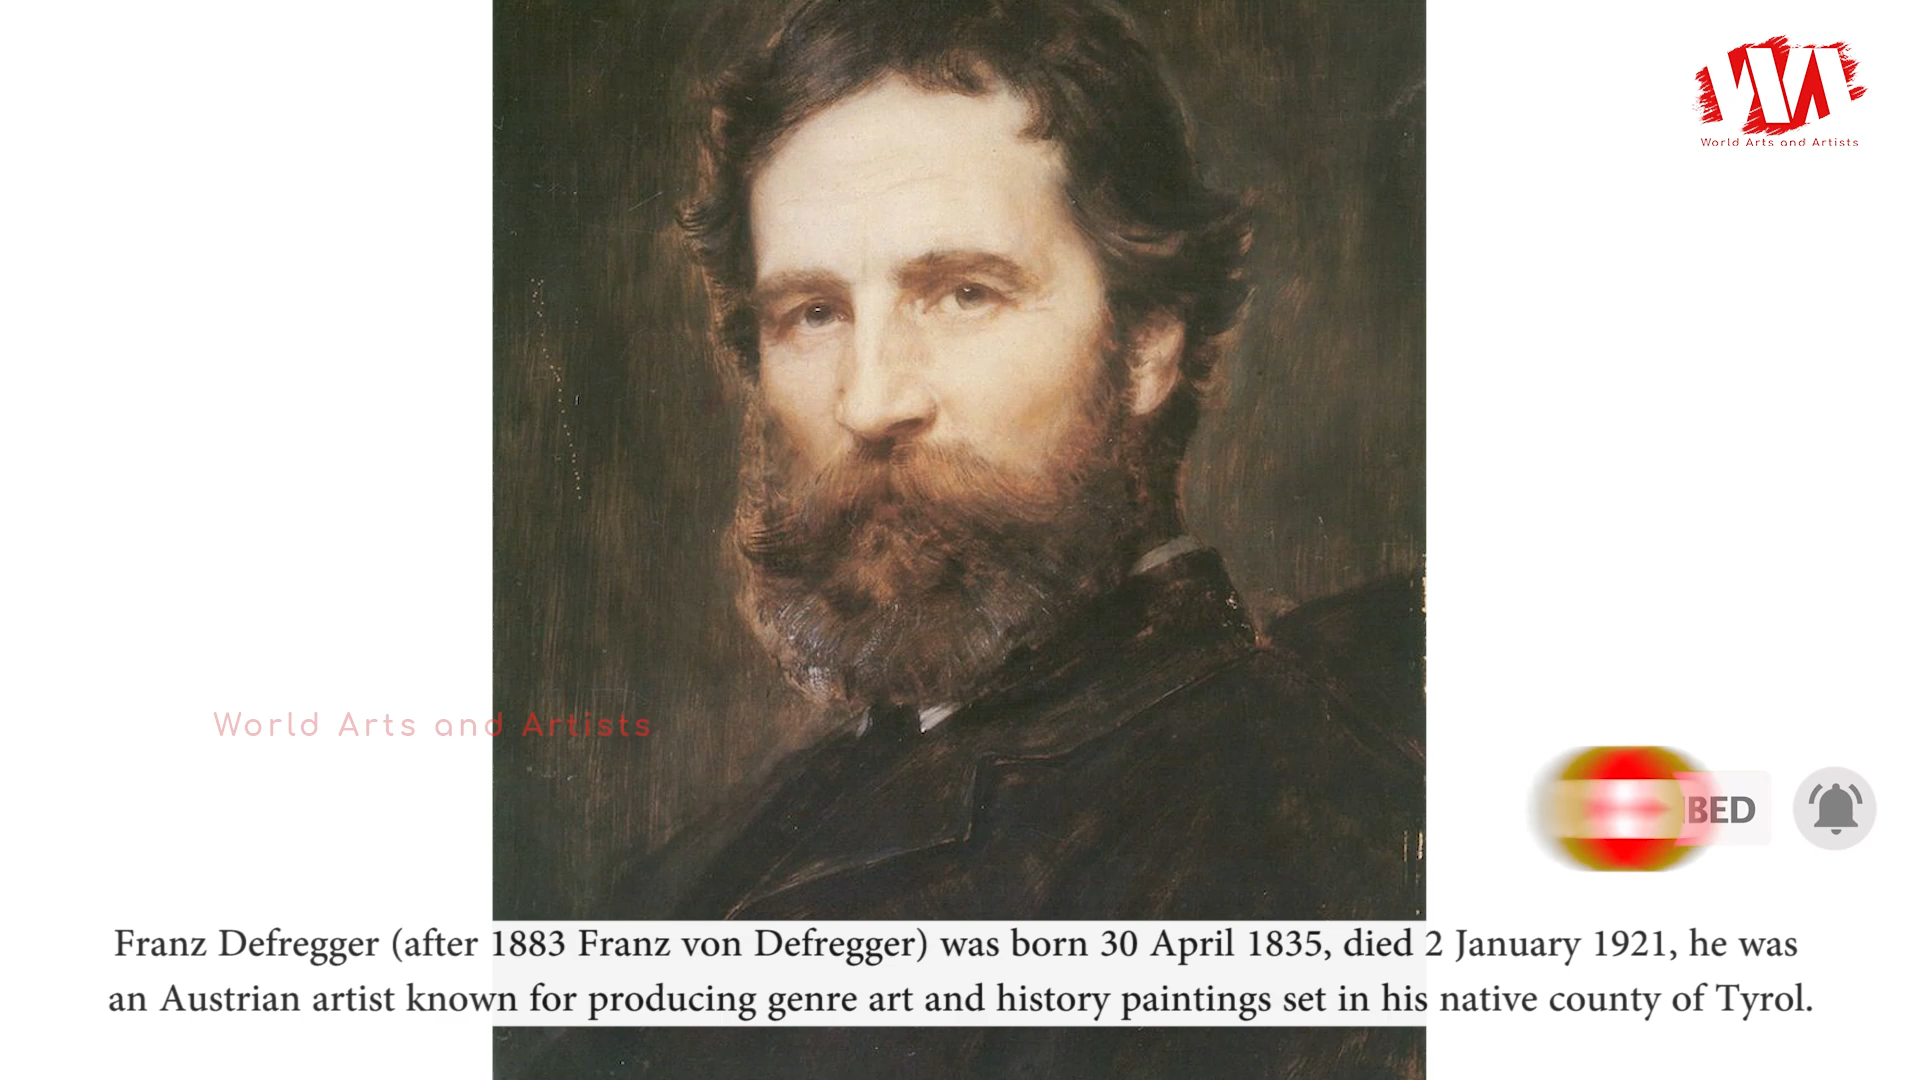 World Arts and Artists
World Arts and Artists
BED
Franz Defregger (after 1883 Franz von Defregger) was born 30 April 1835, died 2 January 1921, he was
an Austrian artist known for producing genre art and history paintings set in his native county of Tyrol.